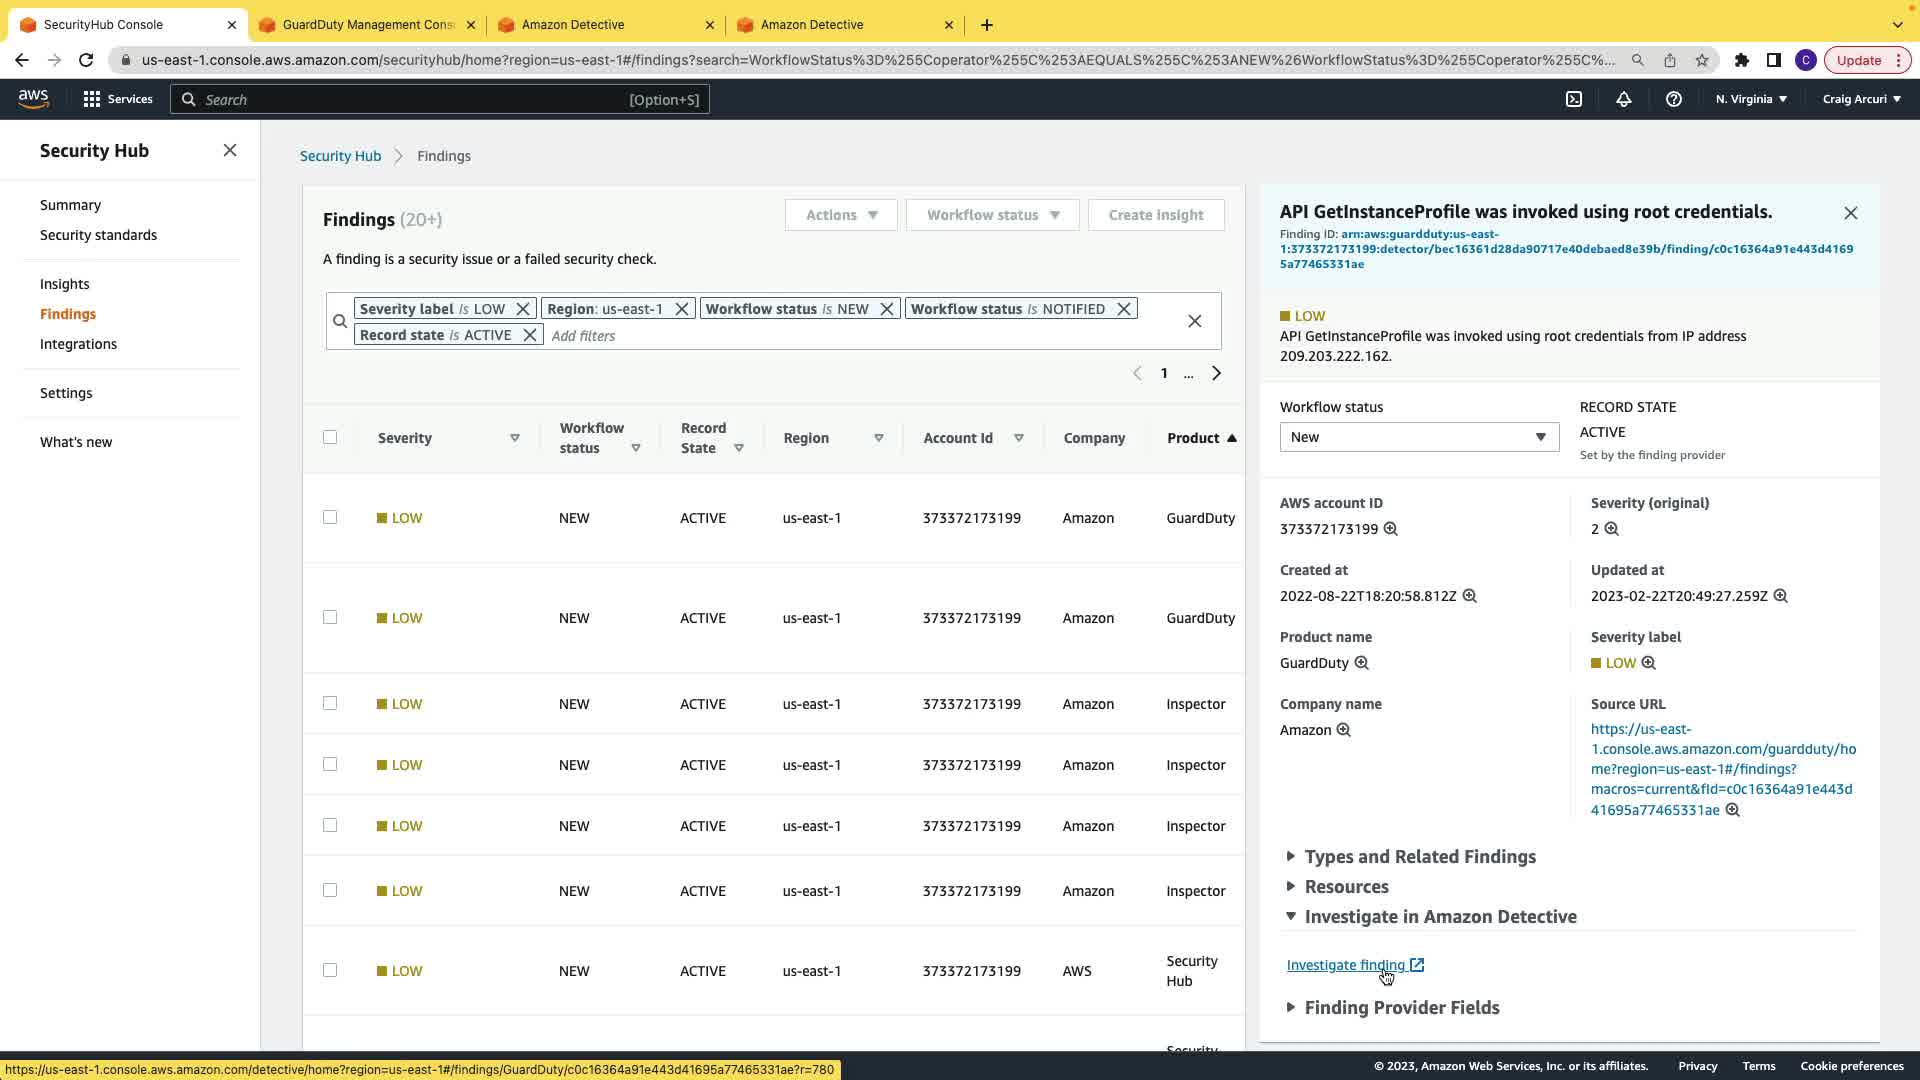 SecurityHub Console
GuardDuty Management Cons
Amazon Detective
Amazon Detective
us-east-1.console.aws.amazon.com/securityhub/home?region=us-east-1#/findings?search=WorkflowStatus%3D%255Coperator%255C%253AEQUALS%255C%253ANEW%26WorkflowStatus%3D%255Coperator%255C%...
C
Update
aws
Services
Search
[Option+S]
N. Virginia
Craig Arcuri
Security Hub
Summary
Security standards
Insights
Findings
Integrations
Settings
What's new
Security Hub
Findings
Findings (20+)
Actions
Workflow status
Create insight
A finding is a security issue or a failed security check.
Severity label is LOW
Region: us-east-1
Workflow status is NEW
Workflow status is NOTIFIED
Record state is ACTIVE
Add filters
1 ...
Severity
Workflow status
Record State
Region
Account Id
Company
Product
LOW NEW ACTIVE us-east-1 373372173199 Amazon GuardDuty
LOW NEW ACTIVE us-east-1 373372173199 Amazon GuardDuty
LOW NEW ACTIVE us-east-1 373372173199 Amazon Inspector
LOW NEW ACTIVE us-east-1 373372173199 Amazon Inspector
LOW NEW ACTIVE us-east-1 373372173199 Amazon Inspector
LOW NEW ACTIVE us-east-1 373372173199 Amazon Inspector
LOW NEW ACTIVE us-east-1 373372173199 AWS Security Hub
Security
API GetInstanceProfile was invoked using root credentials.
Finding ID: arn:aws:guardduty:us-east-
1:373372173199:detector/bec16361d28da90717e40debaed8e39b/finding/c0c16364a91e443d4169
5a77465331ae
LOW
API GetInstanceProfile was invoked using root credentials from IP address
209.203.222.162.
Workflow status
New
RECORD STATE
ACTIVE
Set by the finding provider
AWS account ID
373372173199
Severity (original)
2
Created at
2022-08-22T18:20:58.812Z
Updated at
2023-02-22T20:49:27.259Z
Product name
GuardDuty
Severity label
LOW
Company name
Amazon
Source URL
https://us-east-
1.console.aws.amazon.com/guardduty/ho
me?region=us-east-1#/findings?
macros=current&fId=c0c16364a91e443d
41695a77465331ae
Types and Related Findings
Resources
Investigate in Amazon Detective
Investigate finding
Finding Provider Fields
https://us-east-1.console.aws.amazon.com/detective/home?region=us-east-1#/findings/GuardDuty/c0c16364a91e443d41695a77465331ae?r=780
© 2023, Amazon Web Services, Inc. or its affiliates.
Privacy
Terms
Cookie preferences